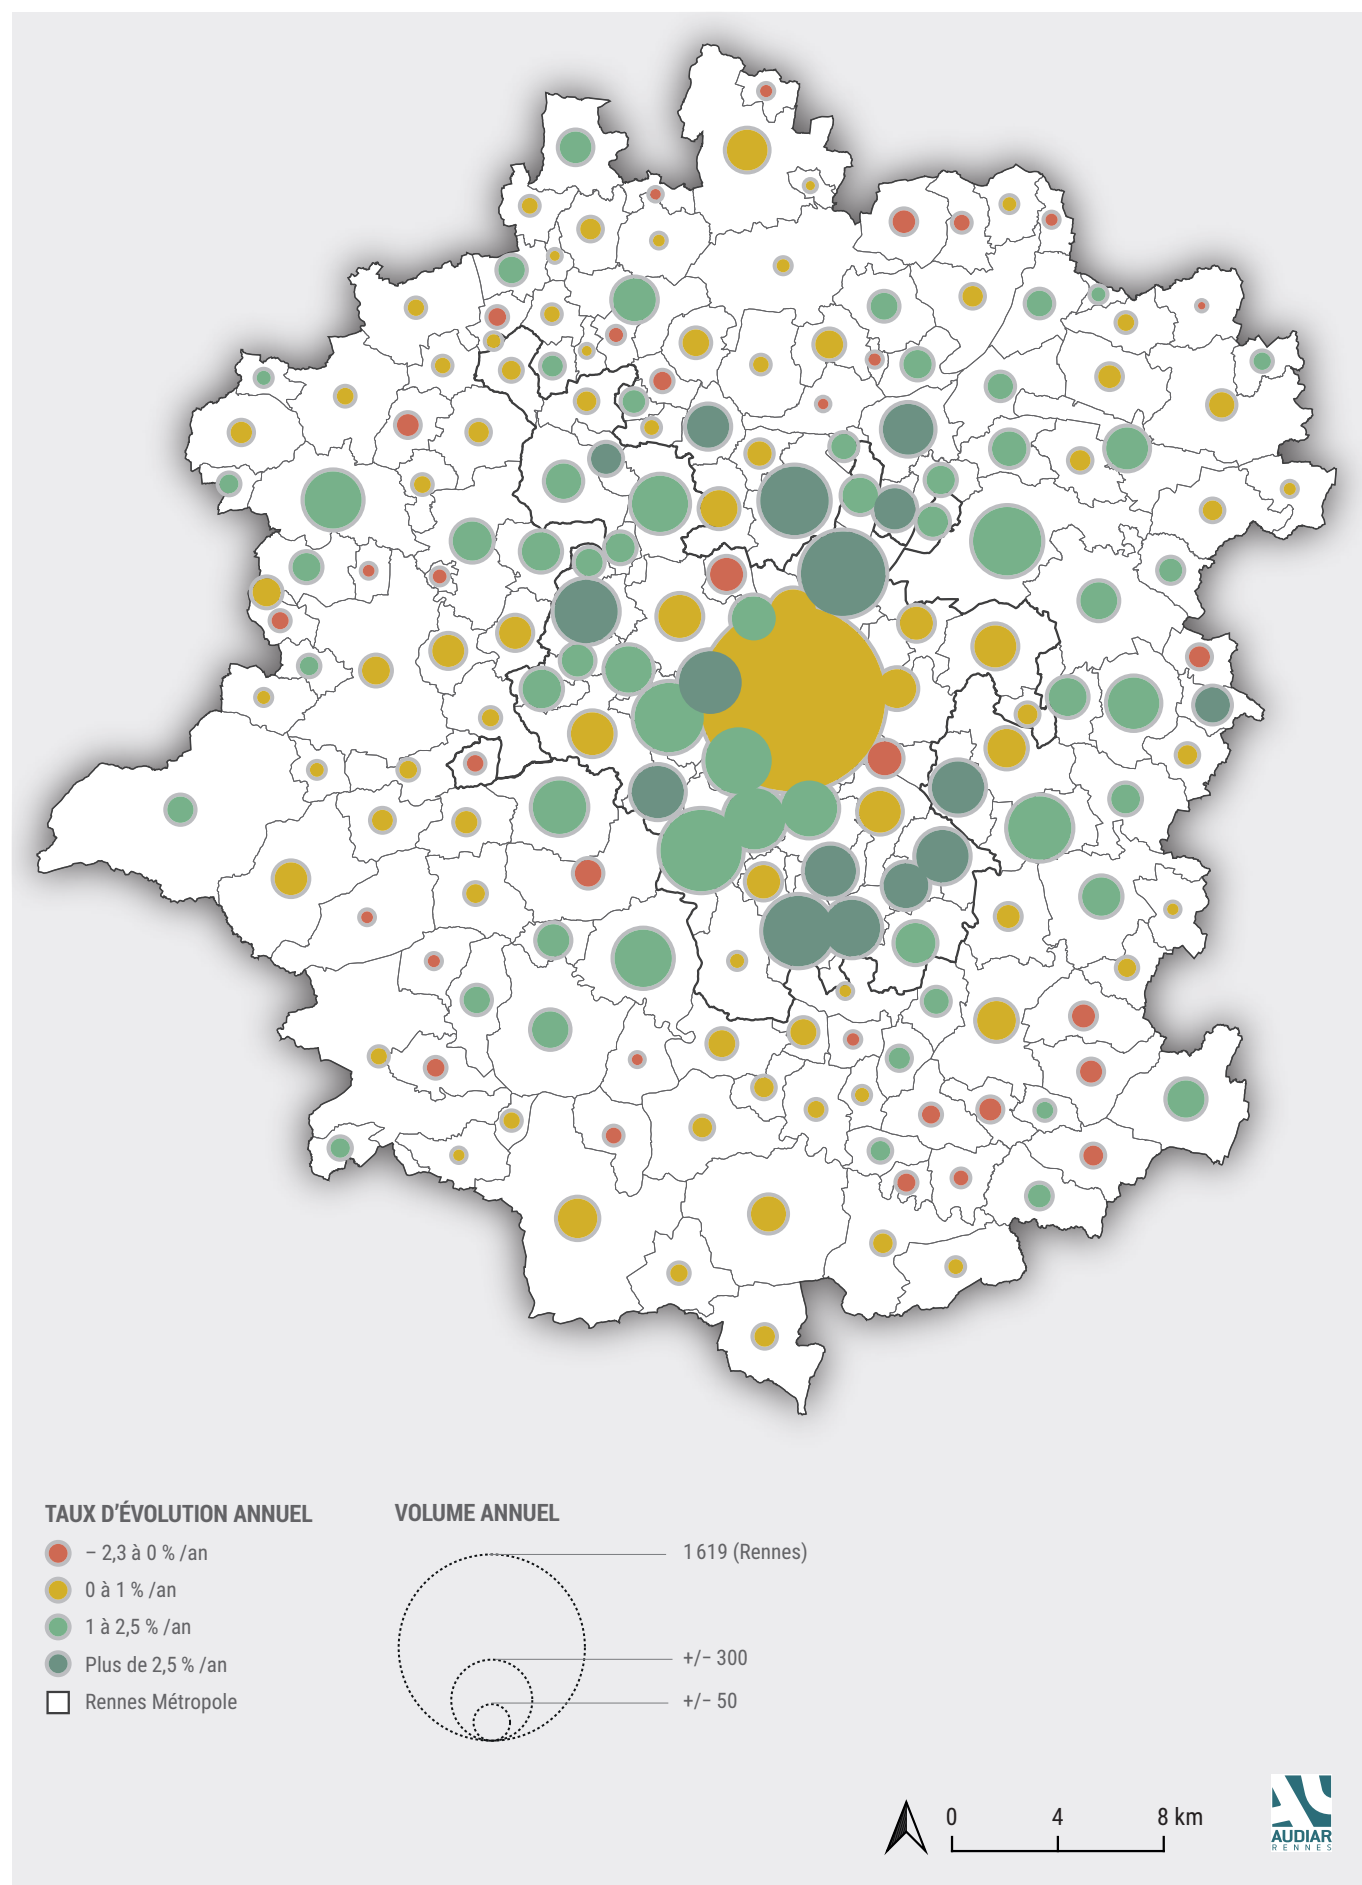 TAUX D'ÉVOLUTION ANNUEL
– 2,3 à 0 % /an
0 à 1 % /an
1 à 2,5 % /an
Plus de 2,5 % /an
Rennes Métropole
VOLUME ANNUEL
1 619 (Rennes)
+/– 300
+/– 50
0 4 8 km
AUDIAR
RENNES